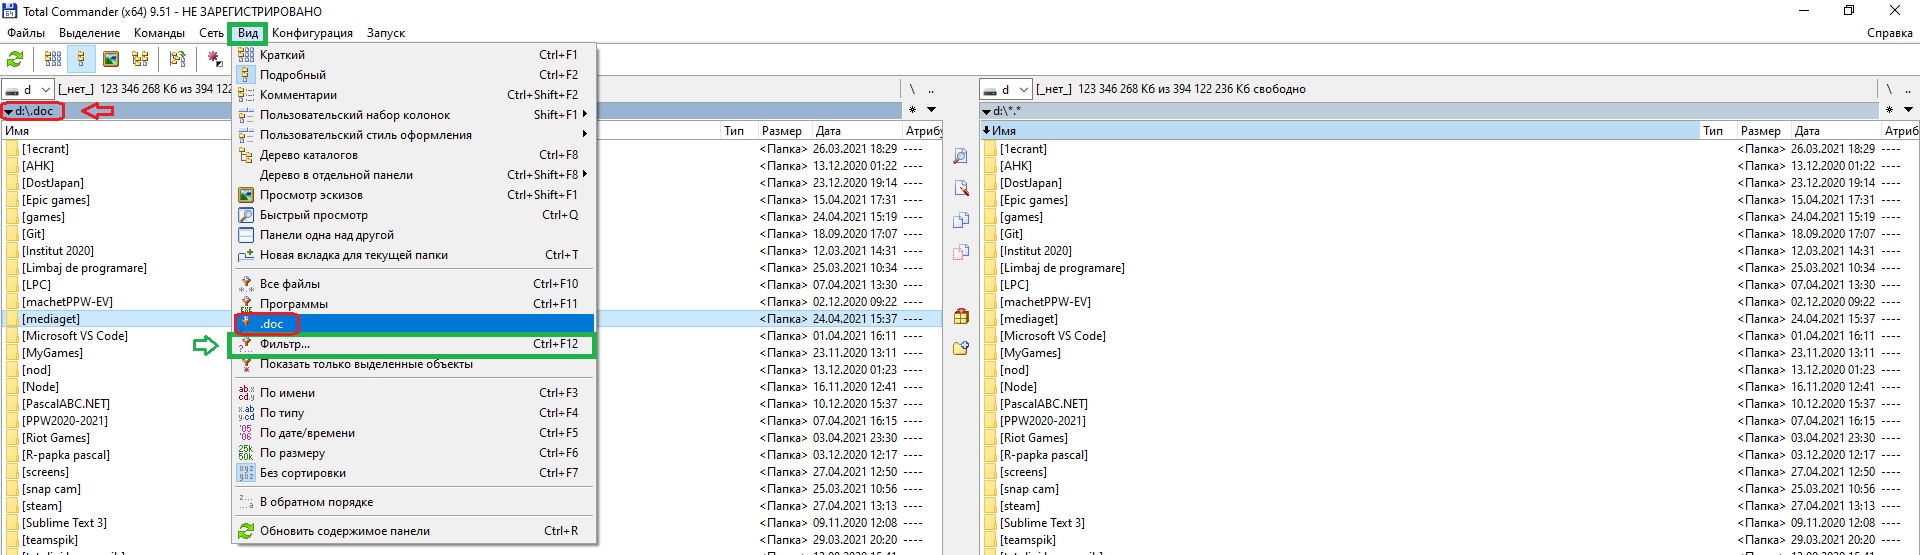 Total Commander (x64) 9.51 - НЕ ЗАРЕГИСТРИРОВАНО
Файлы Выделение Команды Сеть Вид Конфигурация Запуск Справка
d [_нет_] 123 346 268 Кб из 394 122 \ ..
d:\.doc * ▼
Имя Тип Размер Дата Атрибу
[1ecrant] <Папка> 26.03.2021 18:29 ----
[AHK] <Папка> 13.12.2020 01:22 ----
[DostJapan] <Папка> 23.12.2020 19:14 ----
[Epic games] <Папка> 15.04.2021 17:31 ----
[games] <Папка> 24.04.2021 15:19 ----
[Git] <Папка> 18.09.2020 17:07 ----
[Institut 2020] <Папка> 12.03.2021 14:31 ----
[Limbaj de programare] <Папка> 25.03.2021 10:34 ----
[LPC] <Папка> 07.04.2021 13:30 ----
[machetPPW-EV] <Папка> 02.12.2020 09:22 ----
[mediaget] <Папка> 24.04.2021 15:37 ----
[Microsoft VS Code] <Папка> 01.04.2021 16:11 ----
[MyGames] <Папка> 23.11.2020 13:11 ----
[nod] <Папка> 13.12.2020 01:23 ----
[Node] <Папка> 16.11.2020 12:41 ----
[PascalABC.NET] <Папка> 10.12.2020 15:37 ----
[PPW2020-2021] <Папка> 07.04.2021 16:15 ----
[Riot Games] <Папка> 03.04.2021 23:30 ----
[R-papka pascal] <Папка> 03.12.2020 12:17 ----
[screens] <Папка> 27.04.2021 12:50 ----
[snap cam] <Папка> 25.03.2021 10:56 ----
[steam] <Папка> 27.04.2021 13:13 ----
[Sublime Text 3] <Папка> 09.11.2020 12:08 ----
[teamspik] <Папка> 29.03.2021 20:20 ----
Краткий Ctrl+F1
Подробный Ctrl+F2
Комментарии Ctrl+Shift+F2
Пользовательский набор колонок Shift+F1
Пользовательский стиль оформления
Дерево каталогов Ctrl+F8
Дерево в отдельной панели Ctrl+Shift+F8
Просмотр эскизов Ctrl+Shift+F1
Быстрый просмотр Ctrl+Q
Панели одна над другой
Новая вкладка для текущей папки Ctrl+T
Все файлы Ctrl+F10
Программы Ctrl+F11
.doc
Фильтр... Ctrl+F12
Показать только выделенные объекты
По имени Ctrl+F3
По типу Ctrl+F4
По дате/времени Ctrl+F5
По размеру Ctrl+F6
Без сортировки Ctrl+F7
В обратном порядке
Обновить содержимое панели Ctrl+R
d [_нет_] 123 346 268 Кб из 394 122 236 Кб свободно \ ..
d:\*.* * ▼
Имя Тип Размер Дата Атриб
[1ecrant] <Папка> 26.03.2021 18:29 ----
[AHK] <Папка> 13.12.2020 01:22 ----
[DostJapan] <Папка> 23.12.2020 19:14 ----
[Epic games] <Папка> 15.04.2021 17:31 ----
[games] <Папка> 24.04.2021 15:19 ----
[Git] <Папка> 18.09.2020 17:07 ----
[Institut 2020] <Папка> 12.03.2021 14:31 ----
[Limbaj de programare] <Папка> 25.03.2021 10:34 ----
[LPC] <Папка> 07.04.2021 13:30 ----
[machetPPW-EV] <Папка> 02.12.2020 09:22 ----
[mediaget] <Папка> 24.04.2021 15:37 ----
[Microsoft VS Code] <Папка> 01.04.2021 16:11 ----
[MyGames] <Папка> 23.11.2020 13:11 ----
[nod] <Папка> 13.12.2020 01:23 ----
[Node] <Папка> 16.11.2020 12:41 ----
[PascalABC.NET] <Папка> 10.12.2020 15:37 ----
[PPW2020-2021] <Папка> 07.04.2021 16:15 ----
[Riot Games] <Папка> 03.04.2021 23:30 ----
[R-papka pascal] <Папка> 03.12.2020 12:17 ----
[screens] <Папка> 27.04.2021 12:50 ----
[snap cam] <Папка> 25.03.2021 10:56 ----
[steam] <Папка> 27.04.2021 13:13 ----
[Sublime Text 3] <Папка> 09.11.2020 12:08 ----
[teamspik] <Папка> 29.03.2021 20:20 ----